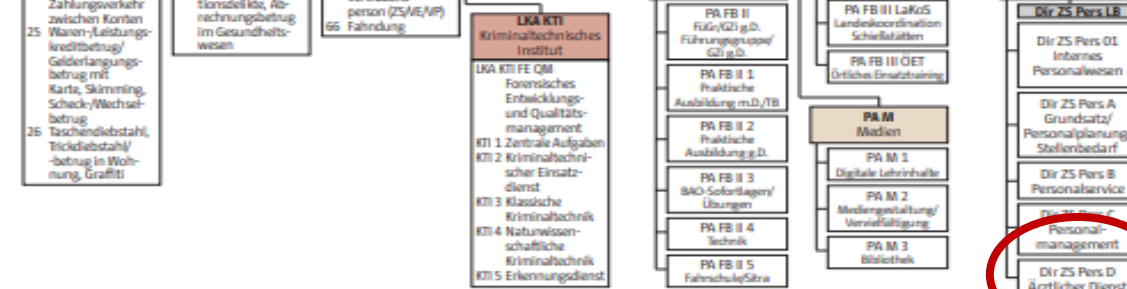 Zahlungsverkehr
zwischen Konten
25 Waren-/Leistungs-
kreditbetrug/
Gelderlangungs-
betrug mit
Karte, Skimming,
Scheck-/Wechsel-
betrug
26 Taschendiebstahl,
Trickdiebstahl/
-betrug in Woh-
nung, Graffiti
tionsdelikte, Ab-
rechnungsbetrug
im Gesundheits-
wesen
person (ZS/VE/VP)
66 Fahndung
LKA KTI
Kriminaltechnisches
Institut
LKA KTI FE QM
Forensisches
Entwicklungs-
und Qualitäts-
management
KTI 1 Zentrale Aufgaben
KTI 2 Kriminaltechni-
scher Einsatz-
dienst
KTI 3 Klassische
Kriminaltechnik
KTI 4 Naturwissen-
schaftliche
Kriminaltechnik
KTI 5 Erkennungsdienst
PA FB II
FüGr/GZi g.D.
Führungsgruppe/
GZi g.D.
PA FB II 1
Praktische
Ausbildung m.D./TB
PA FB II 2
Praktische
Ausbildung g.D.
PA FB II 3
BAO-Sofortlagen/
Übungen
PA FB II 4
Technik
PA FB II 5
Fahrschule/Sitra
PA FB III LaKoS
Landeskoordination
Schießstätten
PA FB III ÖET
Örtliches Einsatztraining
PA M
Medien
PA M 1
Digitale Lehrinhalte
PA M 2
Mediengestaltung/
Vervielfältigung
PA M 3
Bibliothek
Dir ZS Pers LB
Dir ZS Pers 01
Internes
Personalwesen
Dir ZS Pers A
Grundsatz/
Personalplanung
Stellenbedarf
Dir ZS Pers B
Personalservice
Dir ZS Pers C
Personal-
management
Dir ZS Pers D
Ärztlicher Dienst